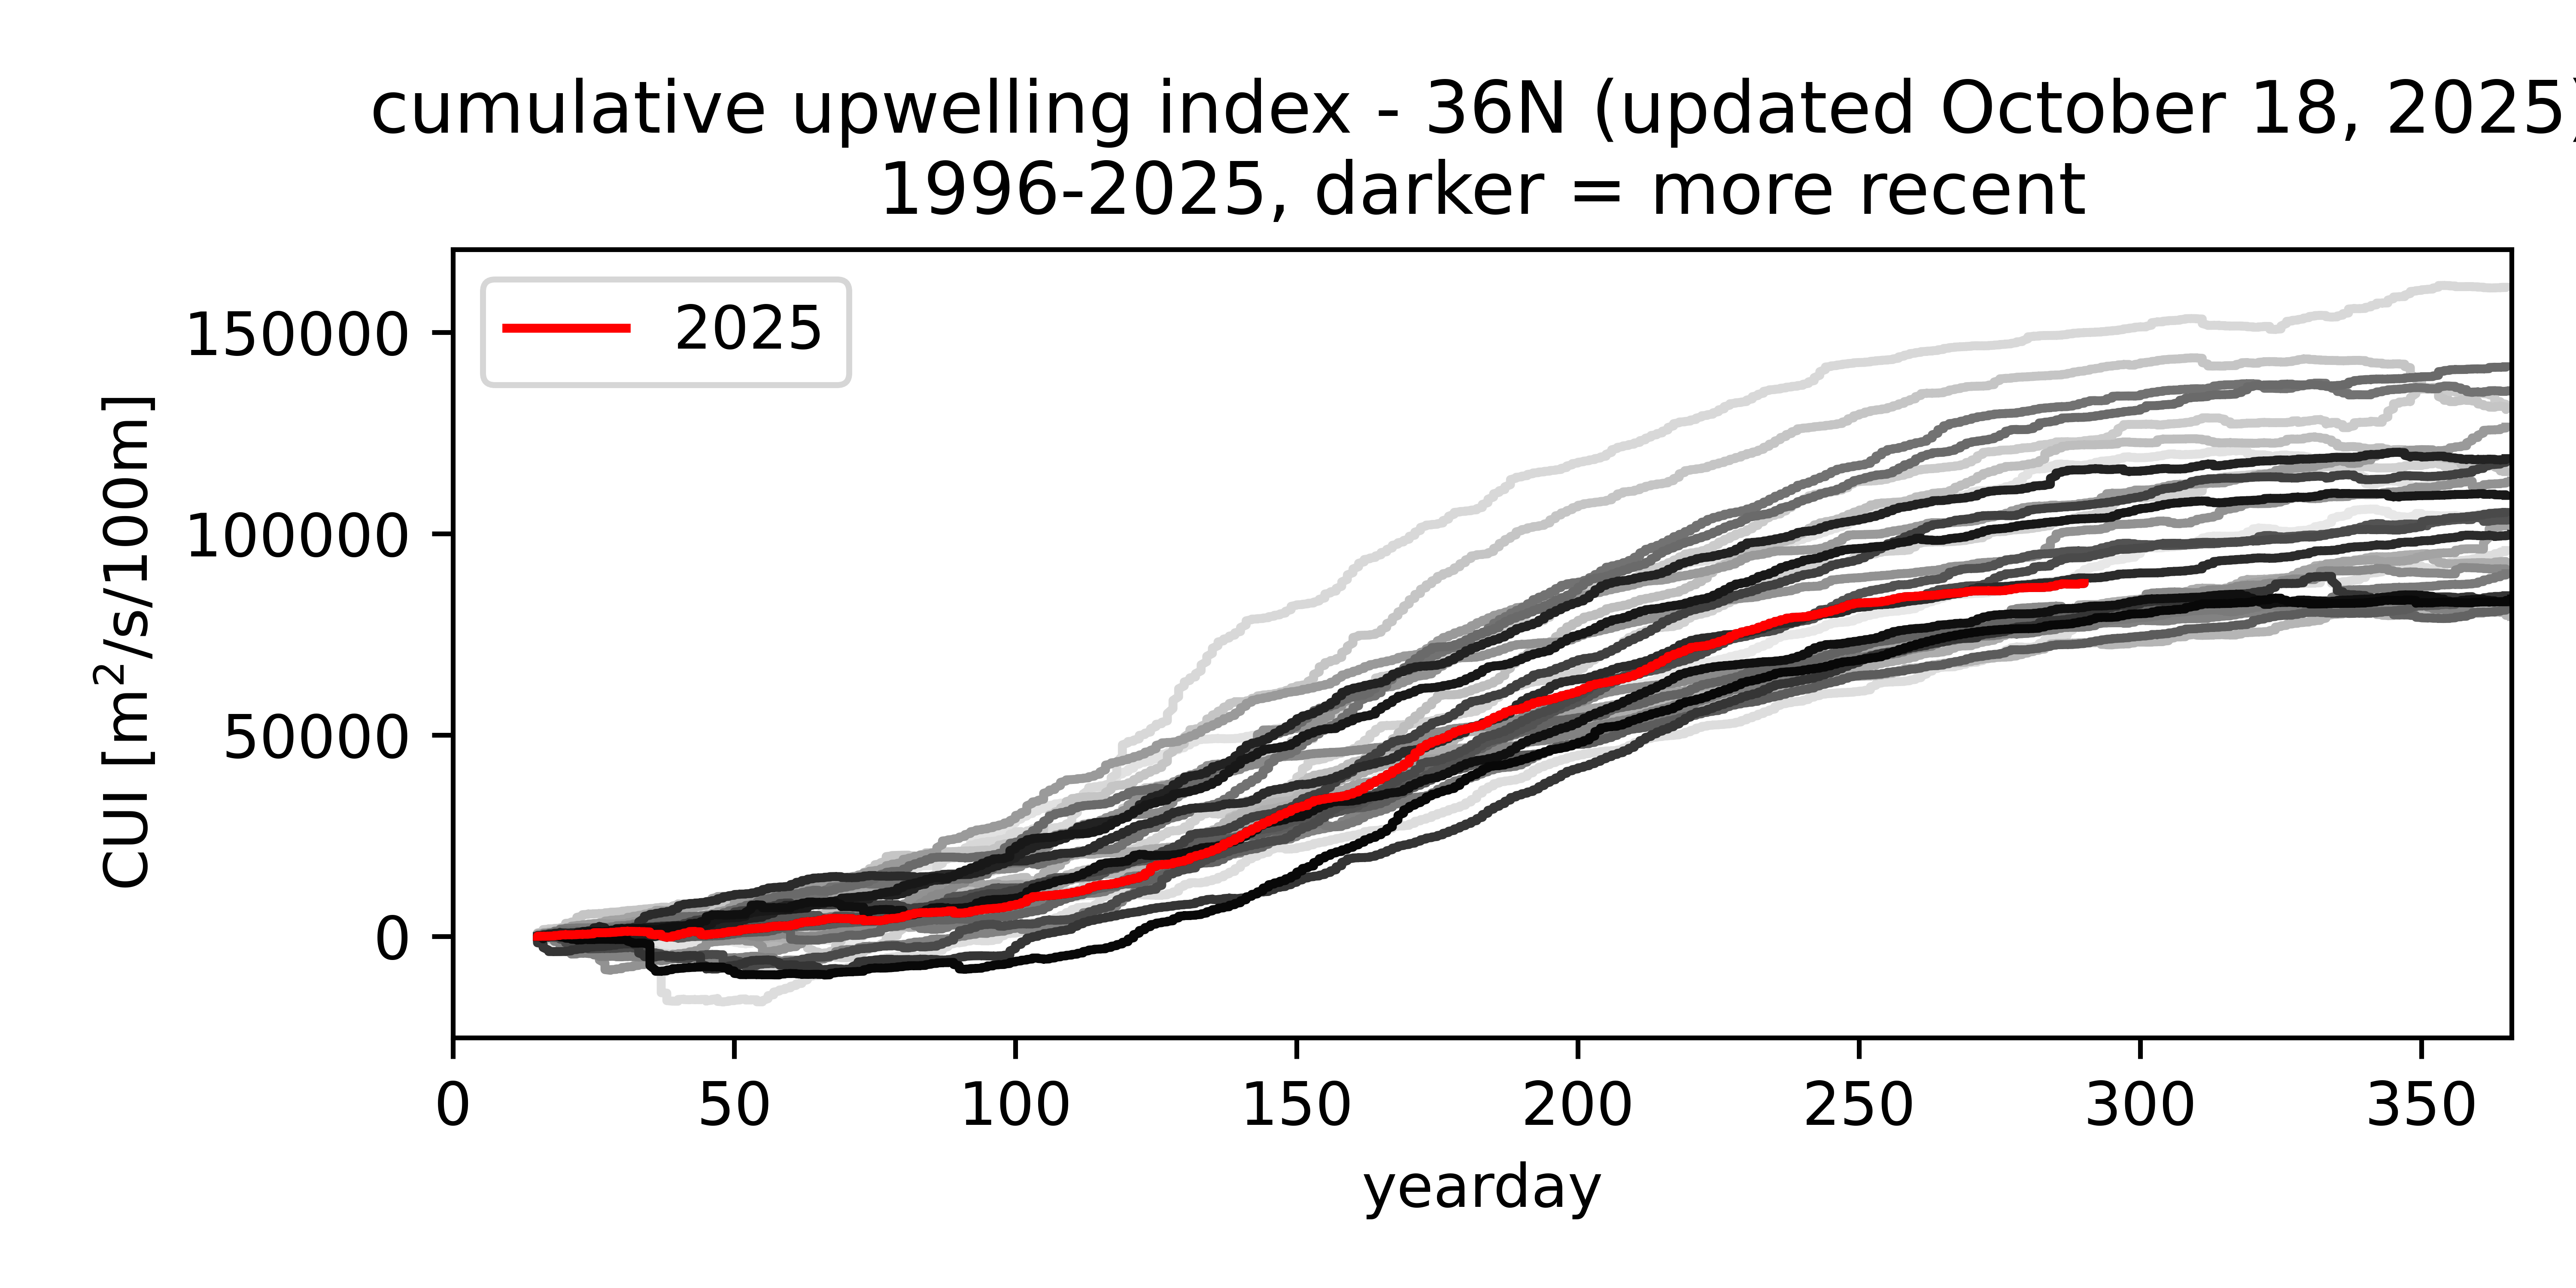 cumulative upwelling index - 36N (updated October 18, 2025)
1996-2025, darker = more recent
2025
CUI [m²/s/100m]
150000
100000
50000
0
0 50 100 150 200 250 300 350
yearday